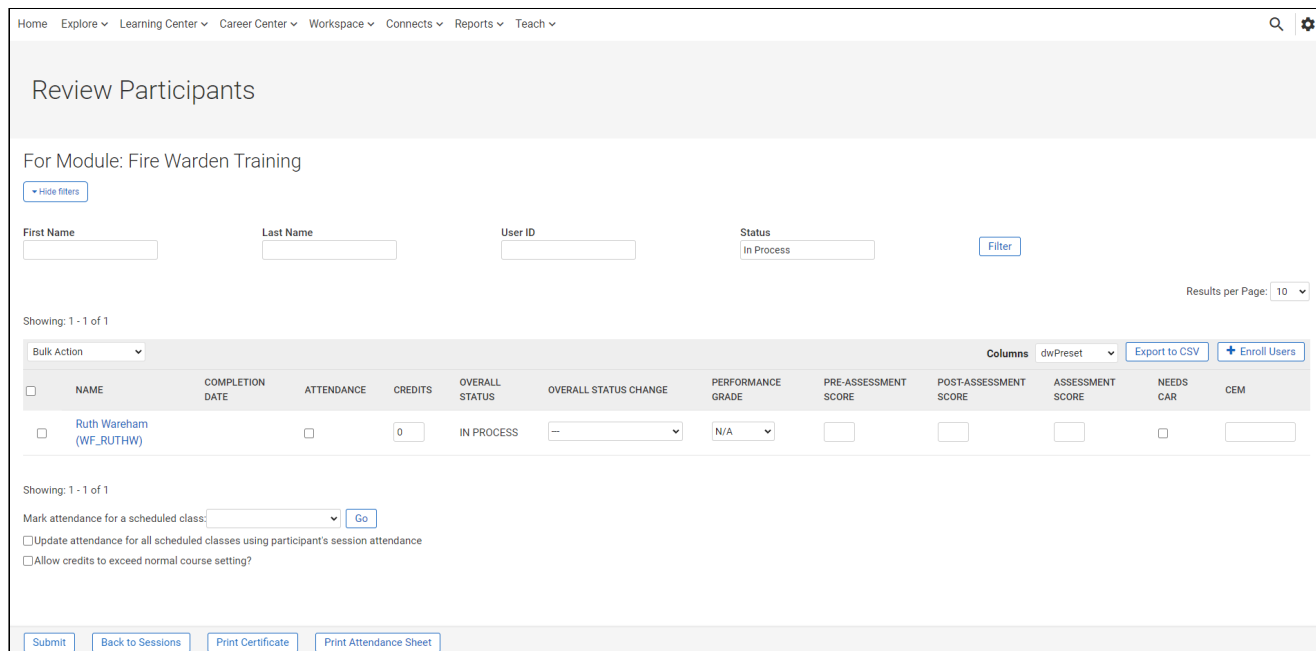 Home Explore Learning Center Career Center Workspace Connects Reports Teach
Review Participants
For Module: Fire Warden Training
Hide filters
First Name Last Name User ID Status
In Process Filter
Results per Page: 10
Showing: 1 - 1 of 1
Bulk Action Columns dwPreset Export to CSV + Enroll Users
NAME COMPLETION DATE ATTENDANCE CREDITS OVERALL STATUS OVERALL STATUS CHANGE PERFORMANCE GRADE PRE-ASSESSMENT SCORE POST-ASSESSMENT SCORE ASSESSMENT SCORE NEEDS CAR CEM
Ruth Wareham (WF_RUTHW) 0 IN PROCESS --- N/A
Showing: 1 - 1 of 1
Mark attendance for a scheduled class: Go
Update attendance for all scheduled classes using participant's session attendance
Allow credits to exceed normal course setting?
Submit Back to Sessions Print Certificate Print Attendance Sheet